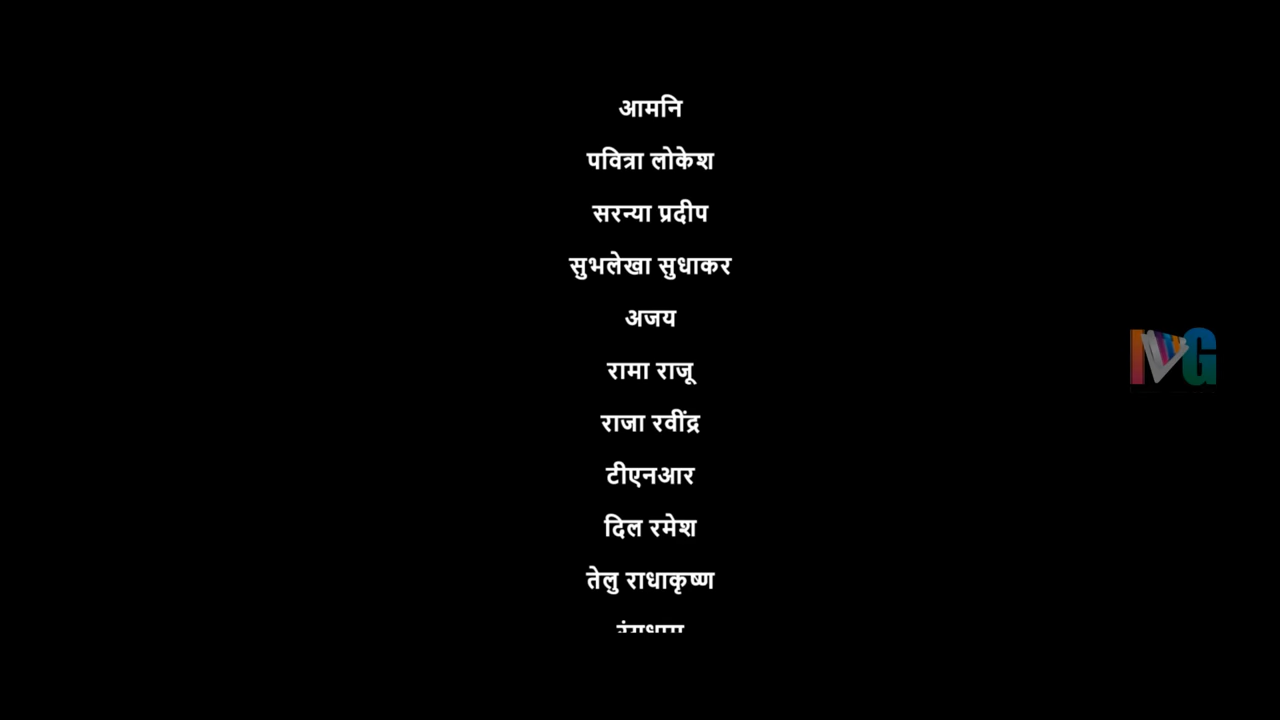 आमनि
पवित्रा लोकेश
सरन्या प्रदीप
सुभलेखा सुधाकर
अजय
रामा राजू
राजा रवींद्र
टीएनआर
दिल रमेश
तेलु राधाकृष्ण